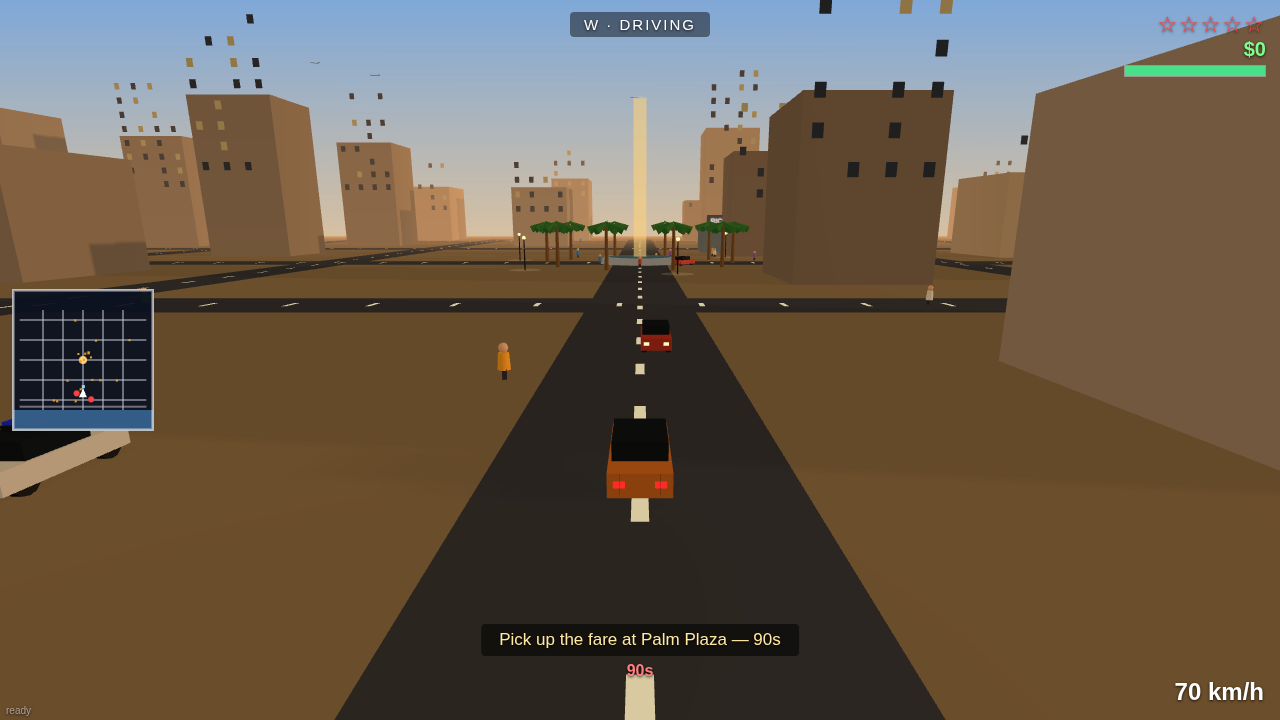 W · DRIVING
☆☆☆☆☆
$0
Pick up the fare at Palm Plaza — 90s
90s
70 km/h
ready